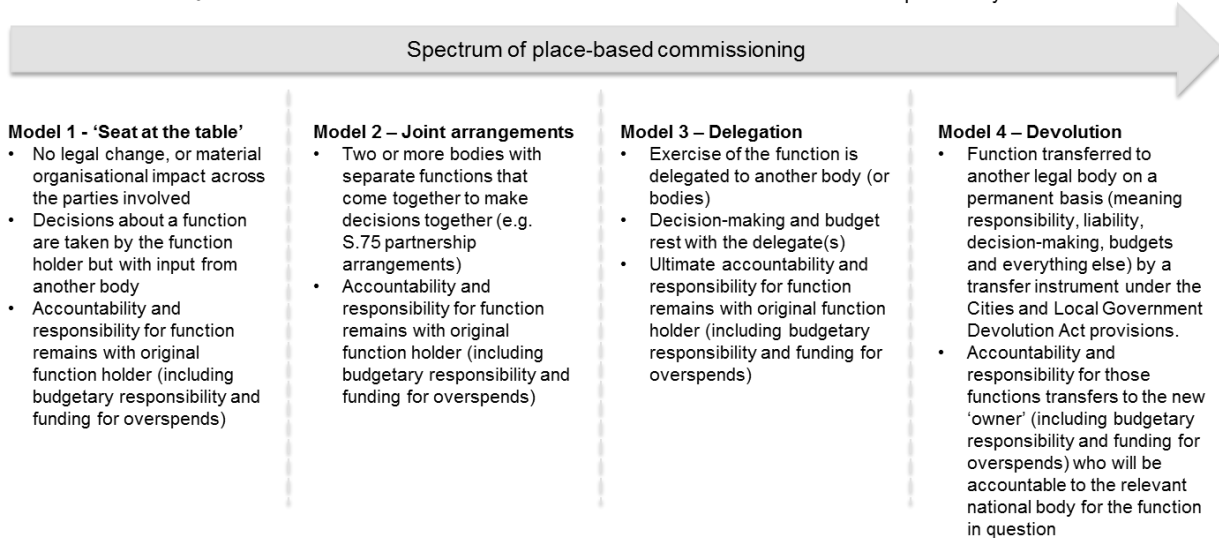 Spectrum of place-based commissioning
Model 1 - ‘Seat at the table’
• No legal change, or material
organisational impact across
the parties involved
• Decisions about a function
are taken by the function
holder but with input from
another body
• Accountability and
responsibility for function
remains with original
function holder (including
budgetary responsibility and
funding for overspends)
Model 2 – Joint arrangements
• Two or more bodies with
separate functions that
come together to make
decisions together (e.g.
S.75 partnership
arrangements)
• Accountability and
responsibility for function
remains with original
function holder (including
budgetary responsibility and
funding for overspends)
Model 3 – Delegation
• Exercise of the function is
delegated to another body (or
bodies)
• Decision-making and budget
rest with the delegate(s)
• Ultimate accountability and
responsibility for function
remains with original function
holder (including budgetary
responsibility and funding for
overspends)
Model 4 – Devolution
• Function transferred to
another legal body on a
permanent basis (meaning
responsibility, liability,
decision-making, budgets
and everything else) by a
transfer instrument under the
Cities and Local Government
Devolution Act provisions.
• Accountability and
responsibility for those
functions transfers to the new
‘owner’ (including budgetary
responsibility and funding for
overspends) who will be
accountable to the relevant
national body for the function
in question